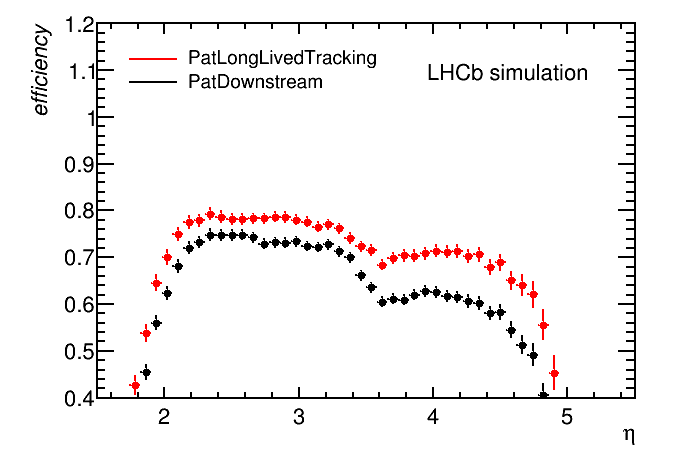 efficiency
1.2
1.1
1
0.9
0.8
0.7
0.6
0.5
0.4
PatLongLivedTracking
PatDownstream
LHCb simulation
2 3 4 5
η